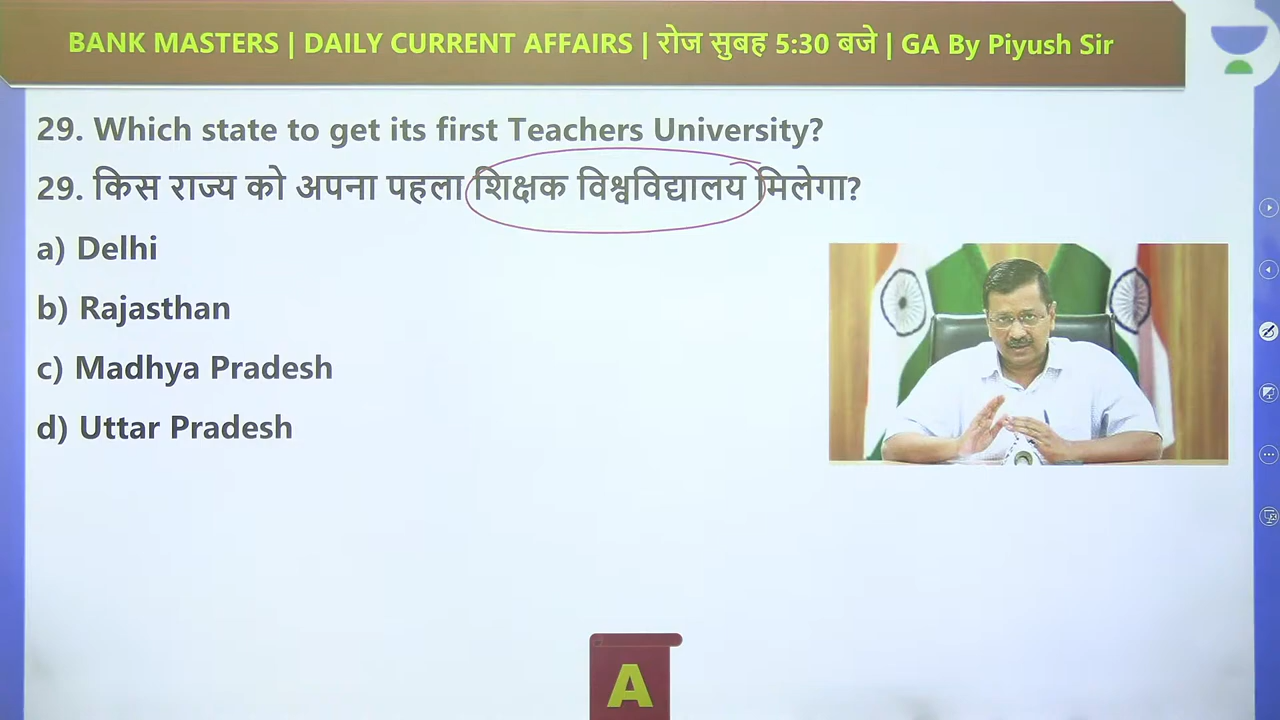 BANK MASTERS | DAILY CURRENT AFFAIRS | रोज सुबह 5:30 बजे | GA By Piyush Sir
29. Which state to get its first Teachers University?
29. किस राज्य को अपना पहला शिक्षक विश्वविद्यालय मिलेगा?
a) Delhi
b) Rajasthan
c) Madhya Pradesh
d) Uttar Pradesh
A